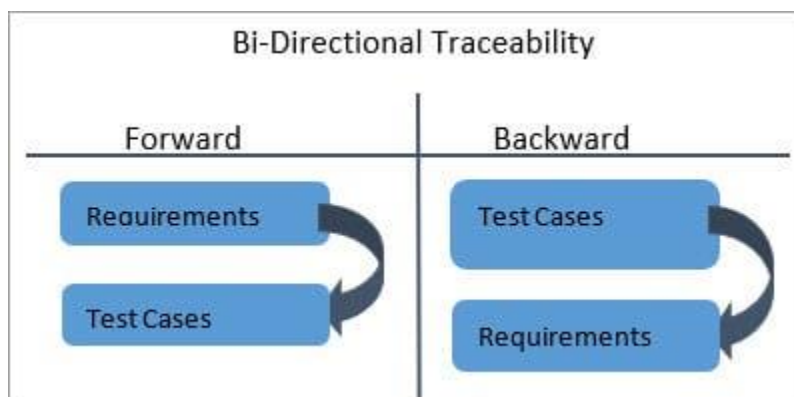 Bi-Directional Traceability
Forward
Requirements
Test Cases
Backward
Test Cases
Requirements